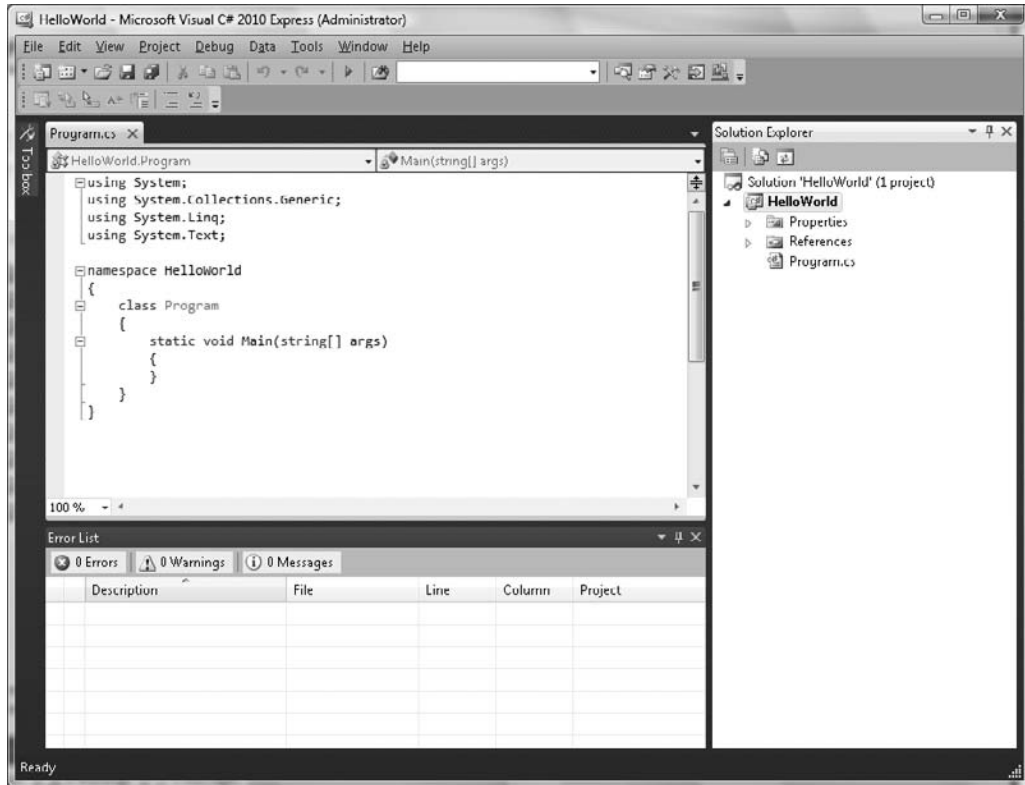 HelloWorld - Microsoft Visual C# 2010 Express (Administrator)
File Edit View Project Debug Data Tools Window Help
Toolbox
Program.cs
HelloWorld.Program
Main(string[] args)
using System;
using System.Collections.Generic;
using System.Linq;
using System.Text;
namespace HelloWorld
{
class Program
{
static void Main(string[] args)
{
}
}
}
100 %
Error List
0 Errors 0 Warnings 0 Messages
Description File Line Column Project
Solution Explorer
Solution 'HelloWorld' (1 project)
HelloWorld
Properties
References
Program.cs
Ready